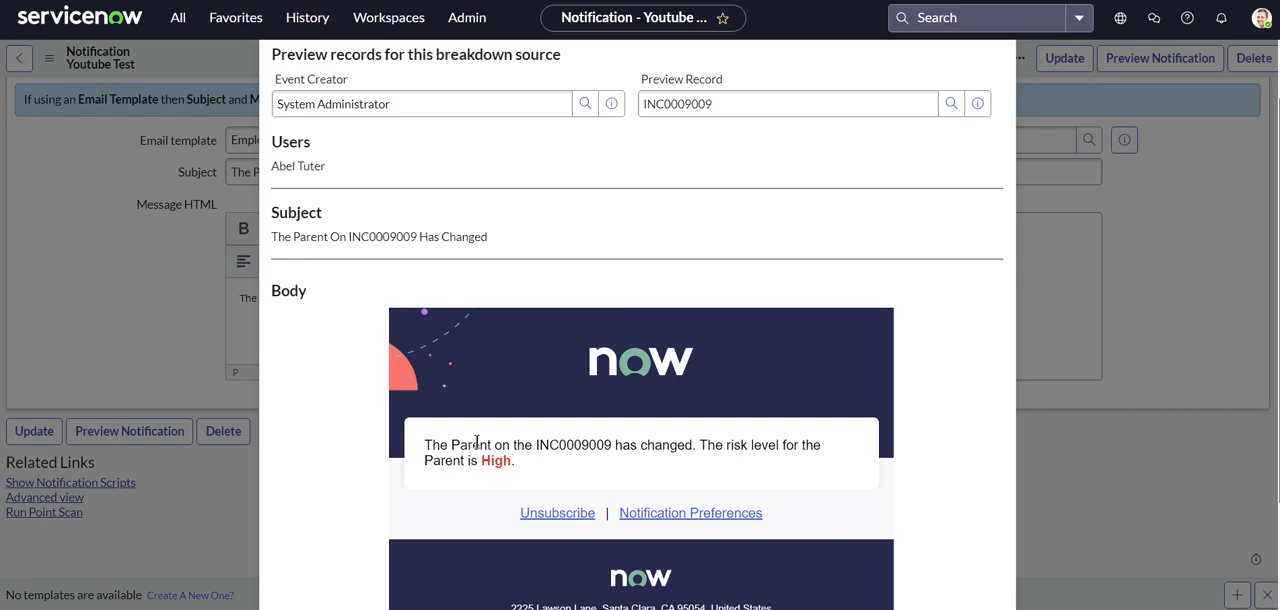 servicenow
All
Favorites
History
Workspaces
Admin
Notification - Youtube ...
Search
Notification
Youtube Test
Update
Preview Notification
Delete
If using an Email Template then Subject and M
Email template
Empl
Subject
The P
Message HTML
B
The
P
Preview records for this breakdown source
Event Creator
Preview Record
System Administrator
INC0009009
Users
Abel Tuter
Subject
The Parent On INC0009009 Has Changed
Body
now
The Parent on the INC0009009 has changed. The risk level for the
Parent is High.
Unsubscribe | Notification Preferences
now
2225 Lawson Lane, Santa Clara, CA 95054, United States
Update
Preview Notification
Delete
Related Links
Show Notification Scripts
Advanced view
Run Point Scan
No templates are available Create A New One?